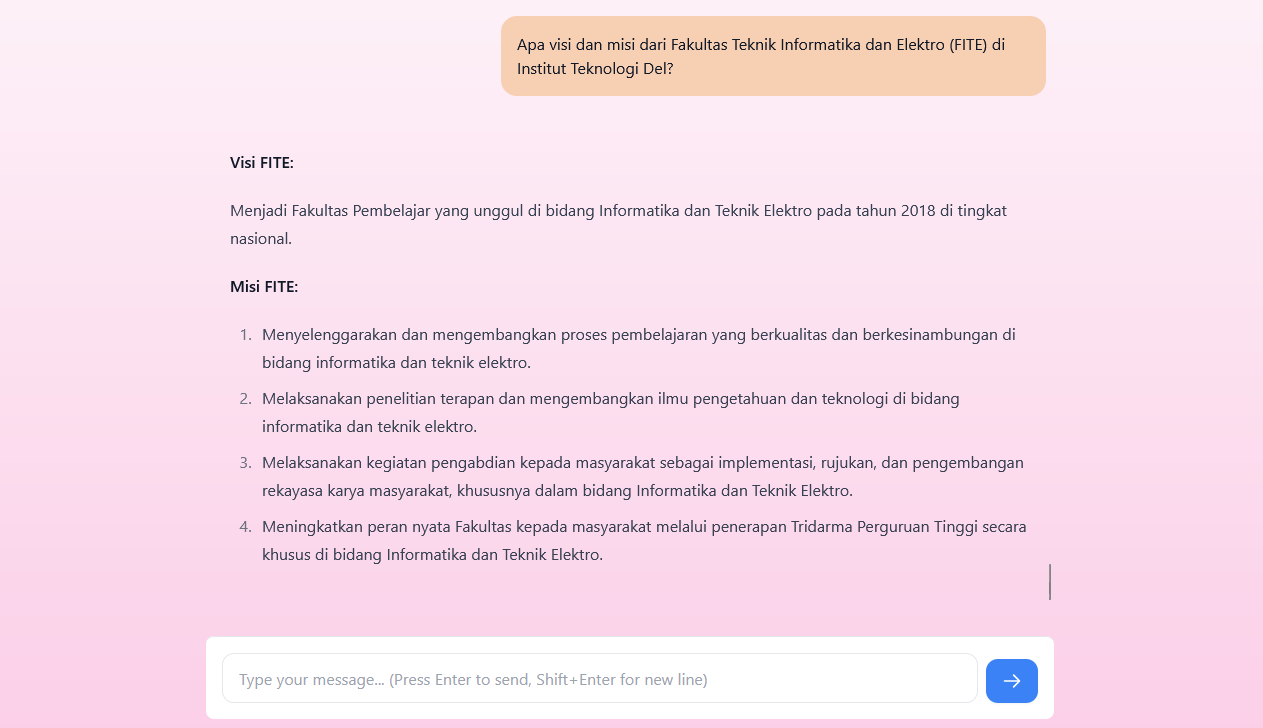 Apa visi dan misi dari Fakultas Teknik Informatika dan Elektro (FITE) di
Institut Teknologi Del?
Visi FITE:
Menjadi Fakultas Pembelajar yang unggul di bidang Informatika dan Teknik Elektro pada tahun 2018 di tingkat
nasional.
Misi FITE:
1. Menyelenggarakan dan mengembangkan proses pembelajaran yang berkualitas dan berkesinambungan di
bidang informatika dan teknik elektro.
2. Melaksanakan penelitian terapan dan mengembangkan ilmu pengetahuan dan teknologi di bidang
informatika dan teknik elektro.
3. Melaksanakan kegiatan pengabdian kepada masyarakat sebagai implementasi, rujukan, dan pengembangan
rekayasa karya masyarakat, khususnya dalam bidang Informatika dan Teknik Elektro.
4. Meningkatkan peran nyata Fakultas kepada masyarakat melalui penerapan Tridarma Perguruan Tinggi secara
khusus di bidang Informatika dan Teknik Elektro.
Type your message... (Press Enter to send, Shift+Enter for new line)